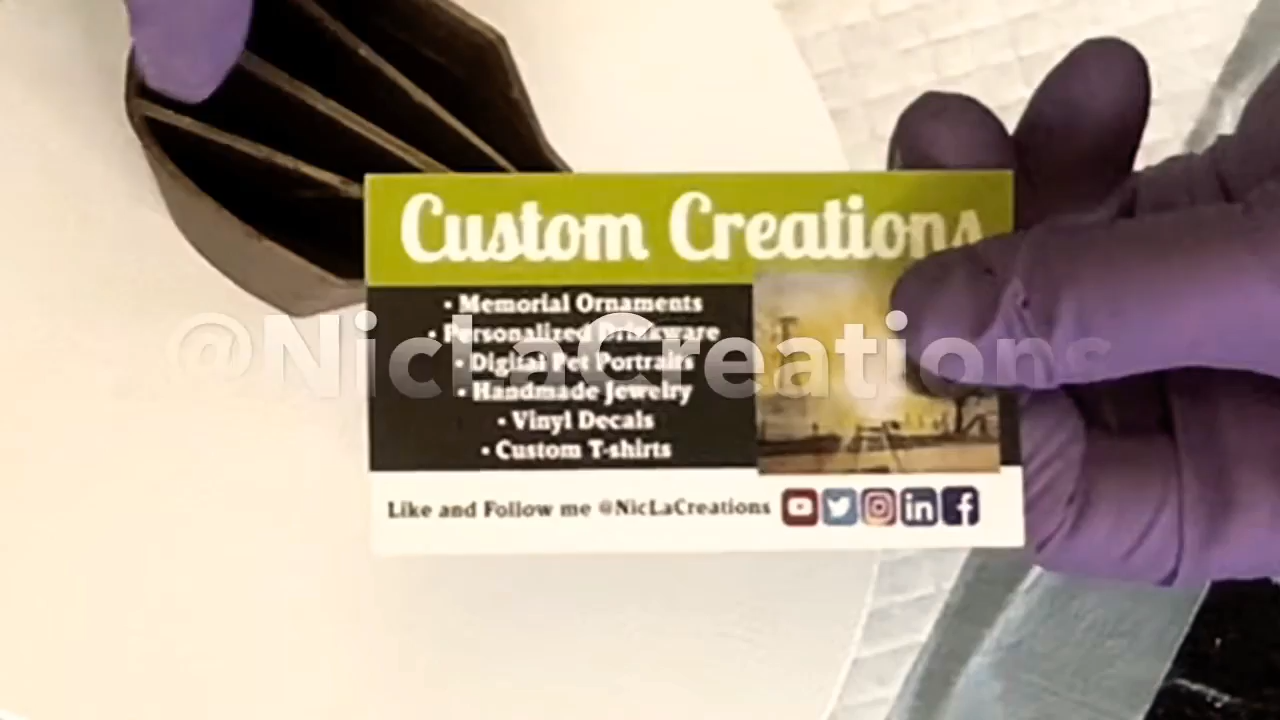 Custom Creations
• Memorial Ornaments
• Personalized Drinkware
@NicLaCreations
• Digital Pet Portraits
• Handmade Jewelry
• Vinyl Decals
• Custom T-shirts
Like and Follow me @NicLaCreations